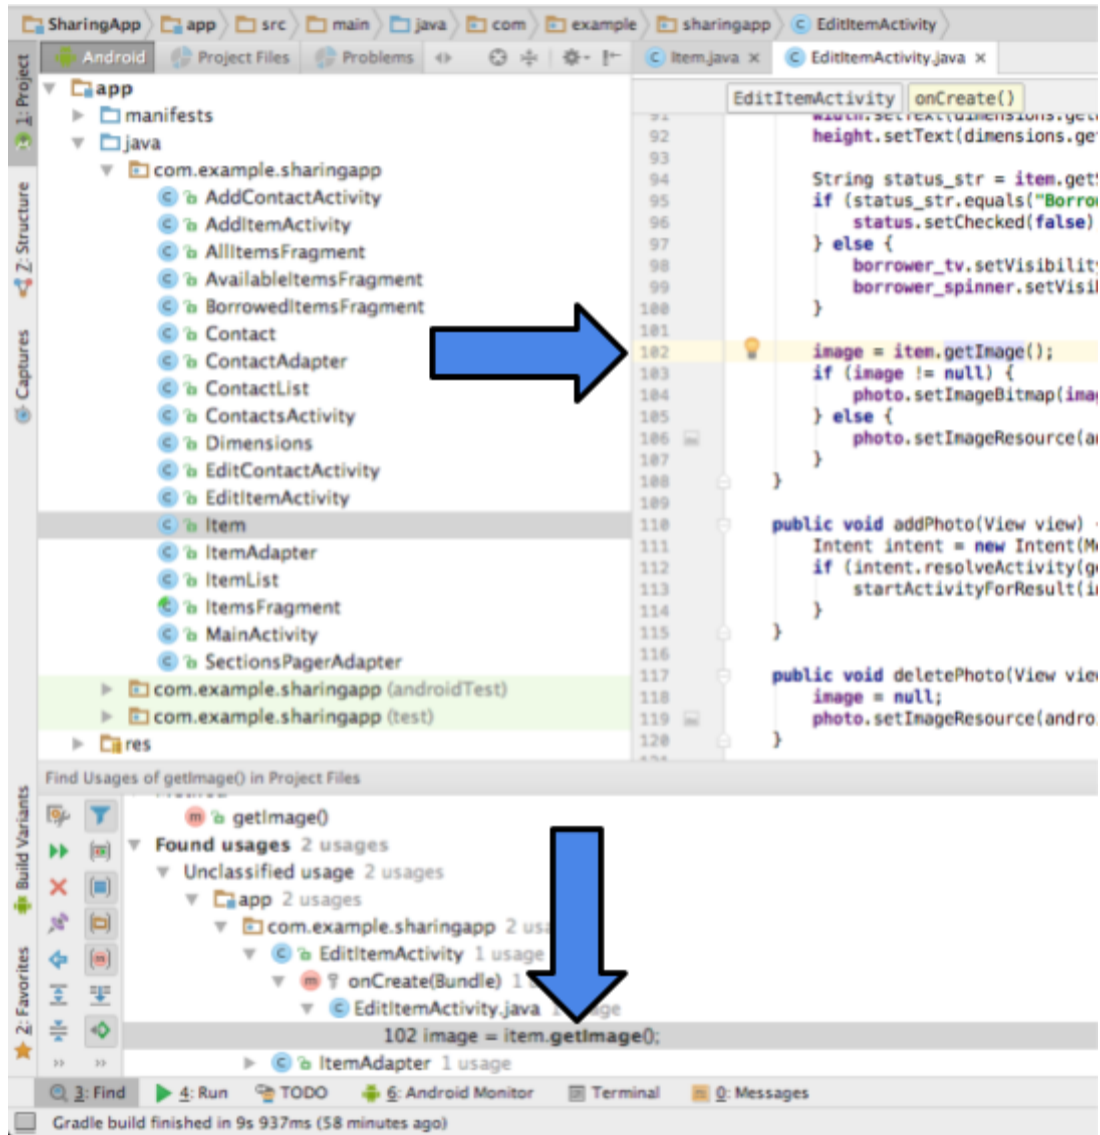 SharingApp app src main java com example sharingapp EditItemActivity
Android Project Files Problems
Item.java × EditItemActivity.java ×
1: Project
Z: Structure
Captures
Build Variants
2: Favorites
app
manifests
java
com.example.sharingapp
AddContactActivity
AddItemActivity
AllItemsFragment
AvailableItemsFragment
BorrowedItemsFragment
Contact
ContactAdapter
ContactList
ContactsActivity
Dimensions
EditContactActivity
EditItemActivity
Item
ItemAdapter
ItemList
ItemsFragment
MainActivity
SectionsPagerAdapter
com.example.sharingapp (androidTest)
com.example.sharingapp (test)
res
EditItemActivity onCreate()
91 width.setText(dimensions.get
92 height.setText(dimensions.get
93
94 String status_str = item.get
95 if (status_str.equals("Borro
96 status.setChecked(false)
97 } else {
98 borrower_tv.setVisibility
99 borrower_spinner.setVisi
100 }
101
102 image = item.getImage();
103 if (image != null) {
104 photo.setImageBitmap(ima
105 } else {
106 photo.setImageResource(a
107 }
108 }
109
110 public void addPhoto(View view)
111 Intent intent = new Intent(M
112 if (intent.resolveActivity(g
113 startActivityForResult(i
114 }
115 }
116
117 public void deletePhoto(View vie
118 image = null;
119 photo.setImageResource(andro
120 }
Find Usages of getImage() in Project Files
getImage()
Found usages 2 usages
Unclassified usage 2 usages
app 2 usages
com.example.sharingapp 2 us
EditItemActivity 1 usage
onCreate(Bundle) 1
EditItemActivity.java
102 image = item.getImage();
ItemAdapter 1 usage
3: Find 4: Run TODO 6: Android Monitor Terminal 0: Messages
Gradle build finished in 9s 937ms (58 minutes ago)